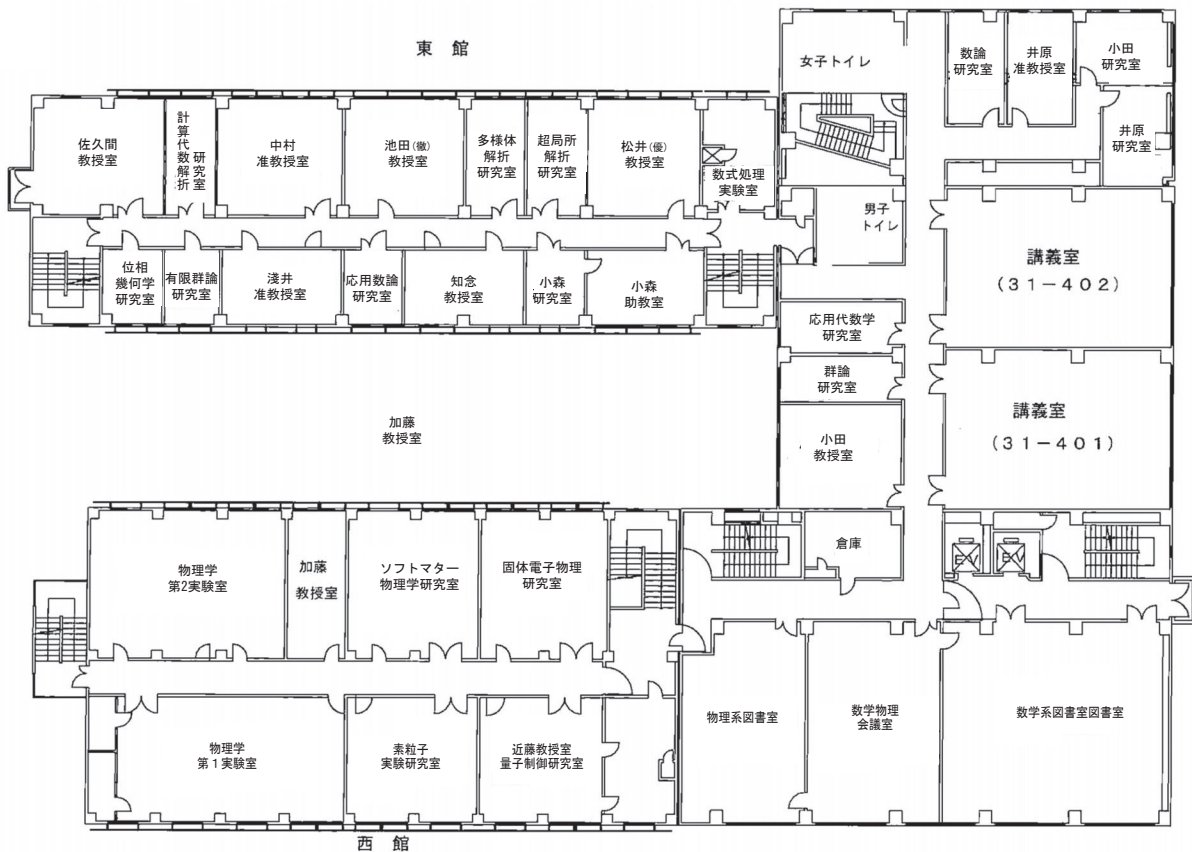 東 館
女子トイレ
数論
研究室
井原
准教授室
小田
研究室
井原
研究室
佐久間
教授室
計算代数解折
研究室
中村
准教授室
池田(徹)
教授室
多様体
解折
研究室
超局所
解折
研究室
松井(優)
教授室
数式処理
実験室
男子
トイレ
講義室
(31-402)
位相
幾何学
研究室
有限群論
研究室
淺井
准教授室
応用数論
研究室
知念
教授室
小森
研究室
小森
助教室
応用代数学
研究室
群論
研究室
講義室
(31-401)
加藤
教授室
小田
教授室
物理学
第2実験室
加藤
教授室
ソフトマター
物理学研究室
固体電子物理
研究室
倉庫
EV
EV
物理系図書室
数学物理
会議室
数学系図書室図書室
物理学
第1実験室
素粒子
実験研究室
近藤教授室
量子制御研究室
西 館